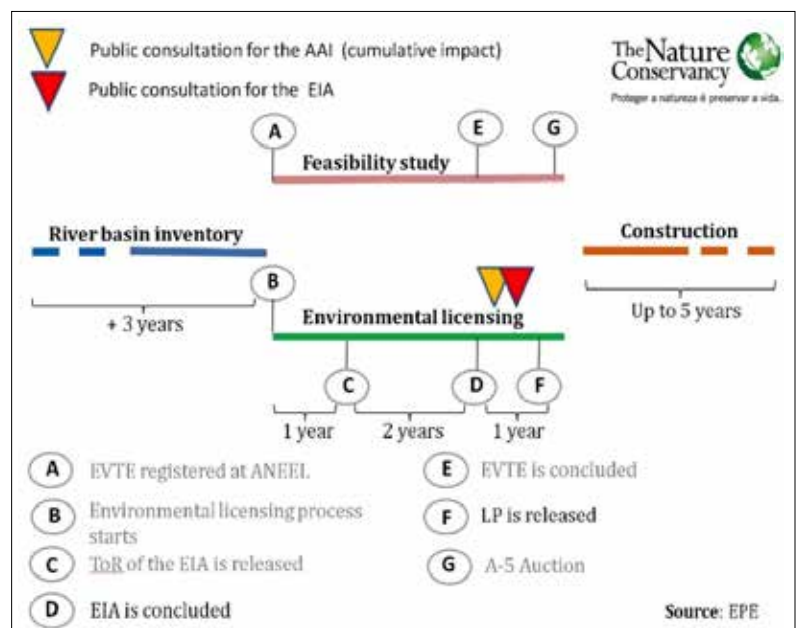 Public consultation for the AAI (cumulative impact)
Public consultation for the EIA
The Nature
Conservancy
Proteger a natureza é preservar a vida.
A
E
G
Feasibility study
River basin inventory
Construction
B
+ 3 years
Environmental licensing
Up to 5 years
C
D
F
1 year
2 years
1 year
A EVTE registered at ANEEL
E EVTE is concluded
B Environmental licensing process
starts
F LP is released
C ToR of the EIA is released
G A-5 Auction
D EIA is concluded
Source: EPE